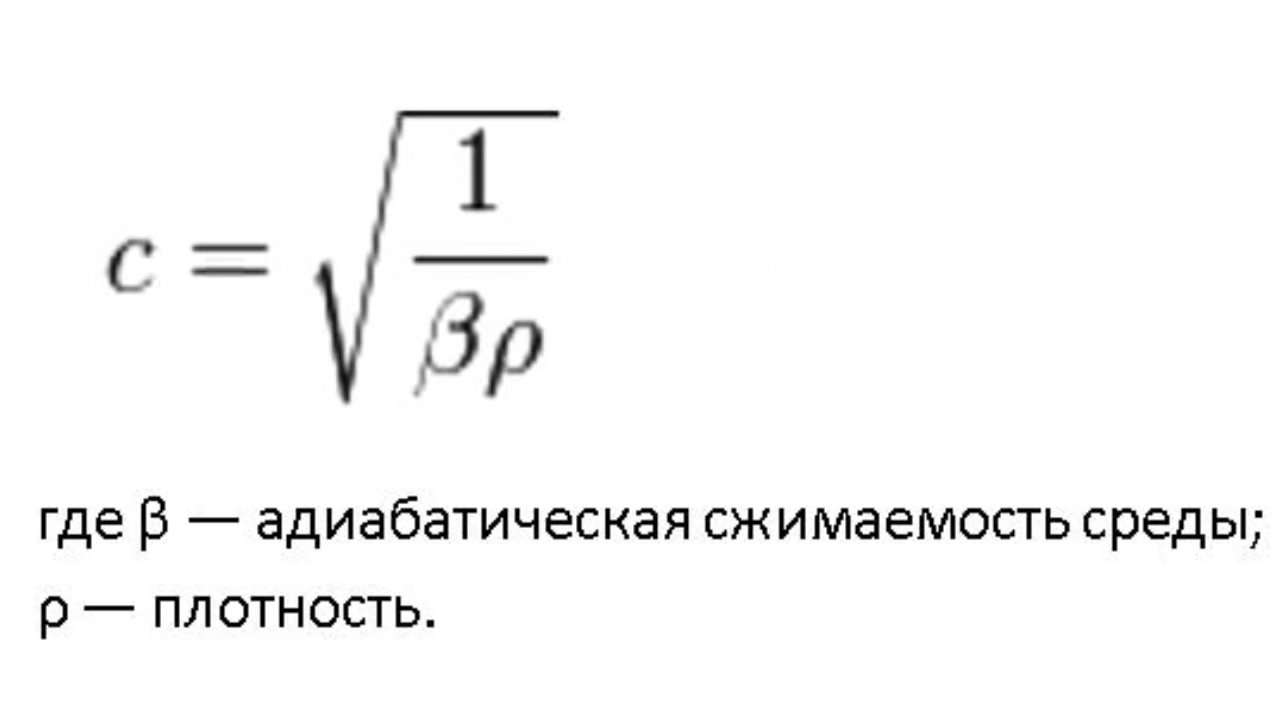 c = √(1/βρ)
где β — адиабатическая сжимаемость среды;
ρ — плотность.